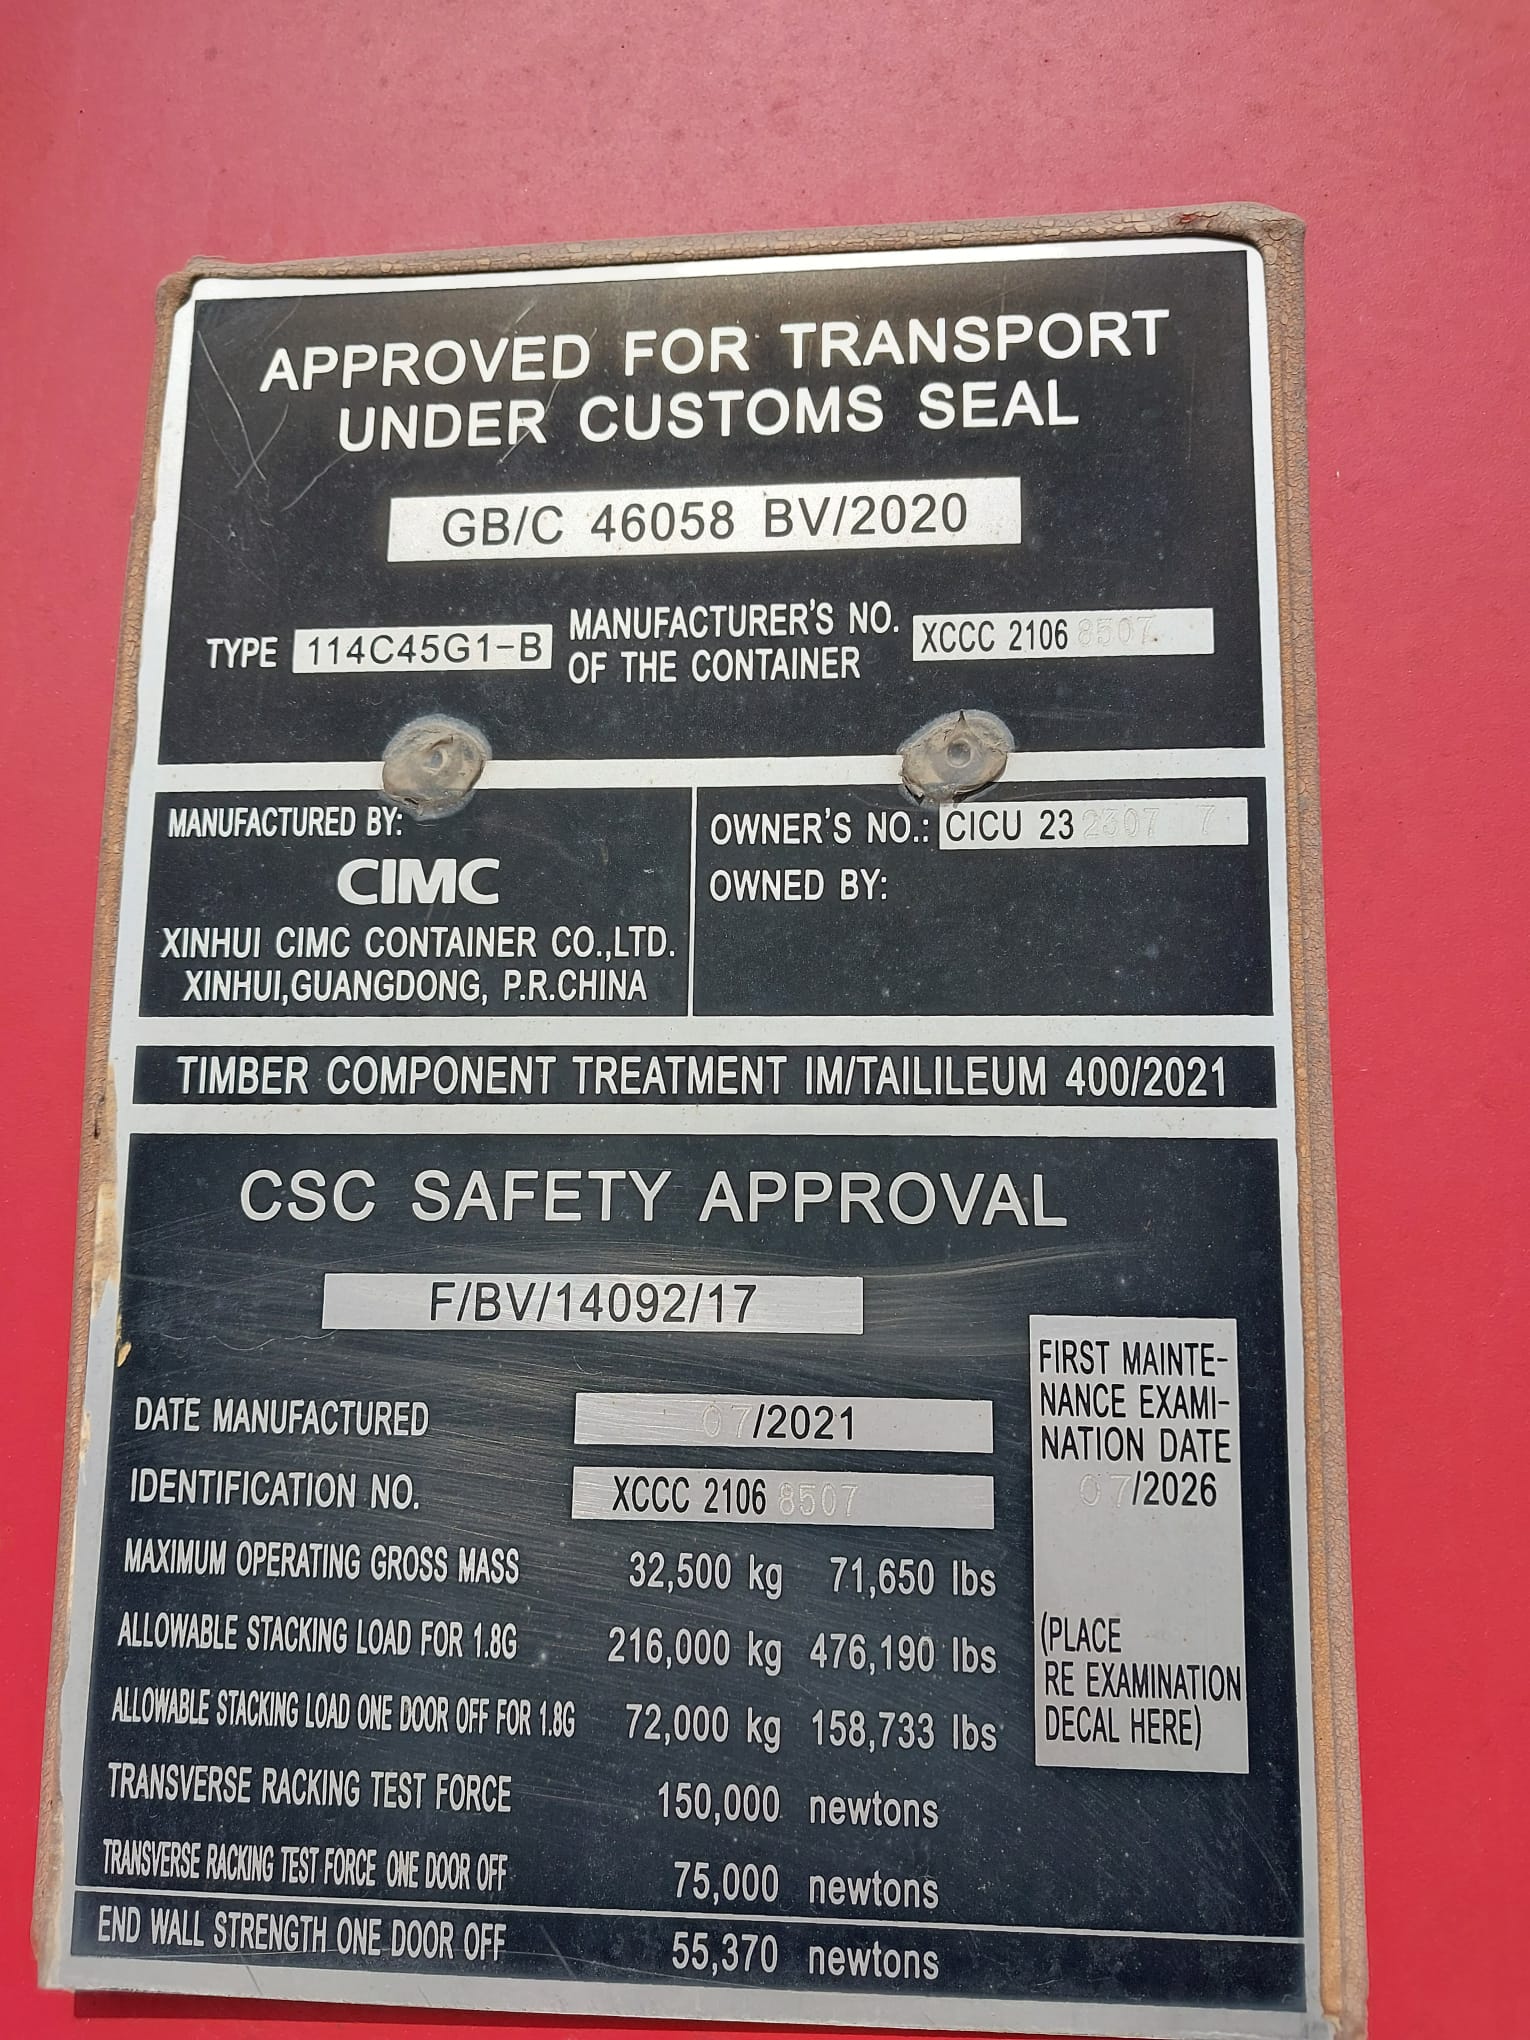 APPROVED FOR TRANSPORT
UNDER CUSTOMS SEAL
GB/C 46058 BV/2020
TYPE 114C45G1-B
MANUFACTURER'S NO.
OF THE CONTAINER
XCCC 2106 8507
MANUFACTURED BY:
CIMC
XINHUI CIMC CONTAINER CO.,LTD.
XINHUI,GUANGDONG, P.R.CHINA
OWNER'S NO.: CICU 23 2307 7
OWNED BY:
TIMBER COMPONENT TREATMENT IM/TAILILEUM 400/2021
CSC SAFETY APPROVAL
F/BV/14092/17
DATE MANUFACTURED 07/2021
IDENTIFICATION NO. XCCC 2106 8507
MAXIMUM OPERATING GROSS MASS 32,500 kg 71,650 lbs
ALLOWABLE STACKING LOAD FOR 1.8G 216,000 kg 476,190 lbs
ALLOWABLE STACKING LOAD ONE DOOR OFF FOR 1.8G 72,000 kg 158,733 lbs
TRANSVERSE RACKING TEST FORCE 150,000 newtons
TRANSVERSE RACKING TEST FORCE ONE DOOR OFF 75,000 newtons
END WALL STRENGTH ONE DOOR OFF 55,370 newtons
FIRST MAINTE-
NANCE EXAMI-
NATION DATE
07/2026
(PLACE
RE EXAMINATION
DECAL HERE)